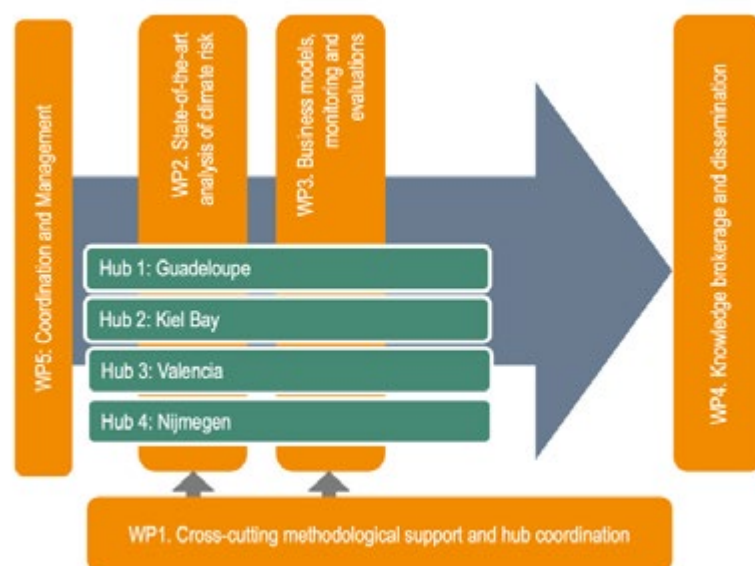 WP5: Coordination and Management
WP2. State-of-the-art
analysis of climate risk
WP3. Business models,
monitoring and
evaluations
Hub 1: Guadeloupe
Hub 2: Kiel Bay
Hub 3: Valencia
Hub 4: Nijmegen
WP4. Knowledge brokerage and dissemination
WP1. Cross-cutting methodological support and hub coordination